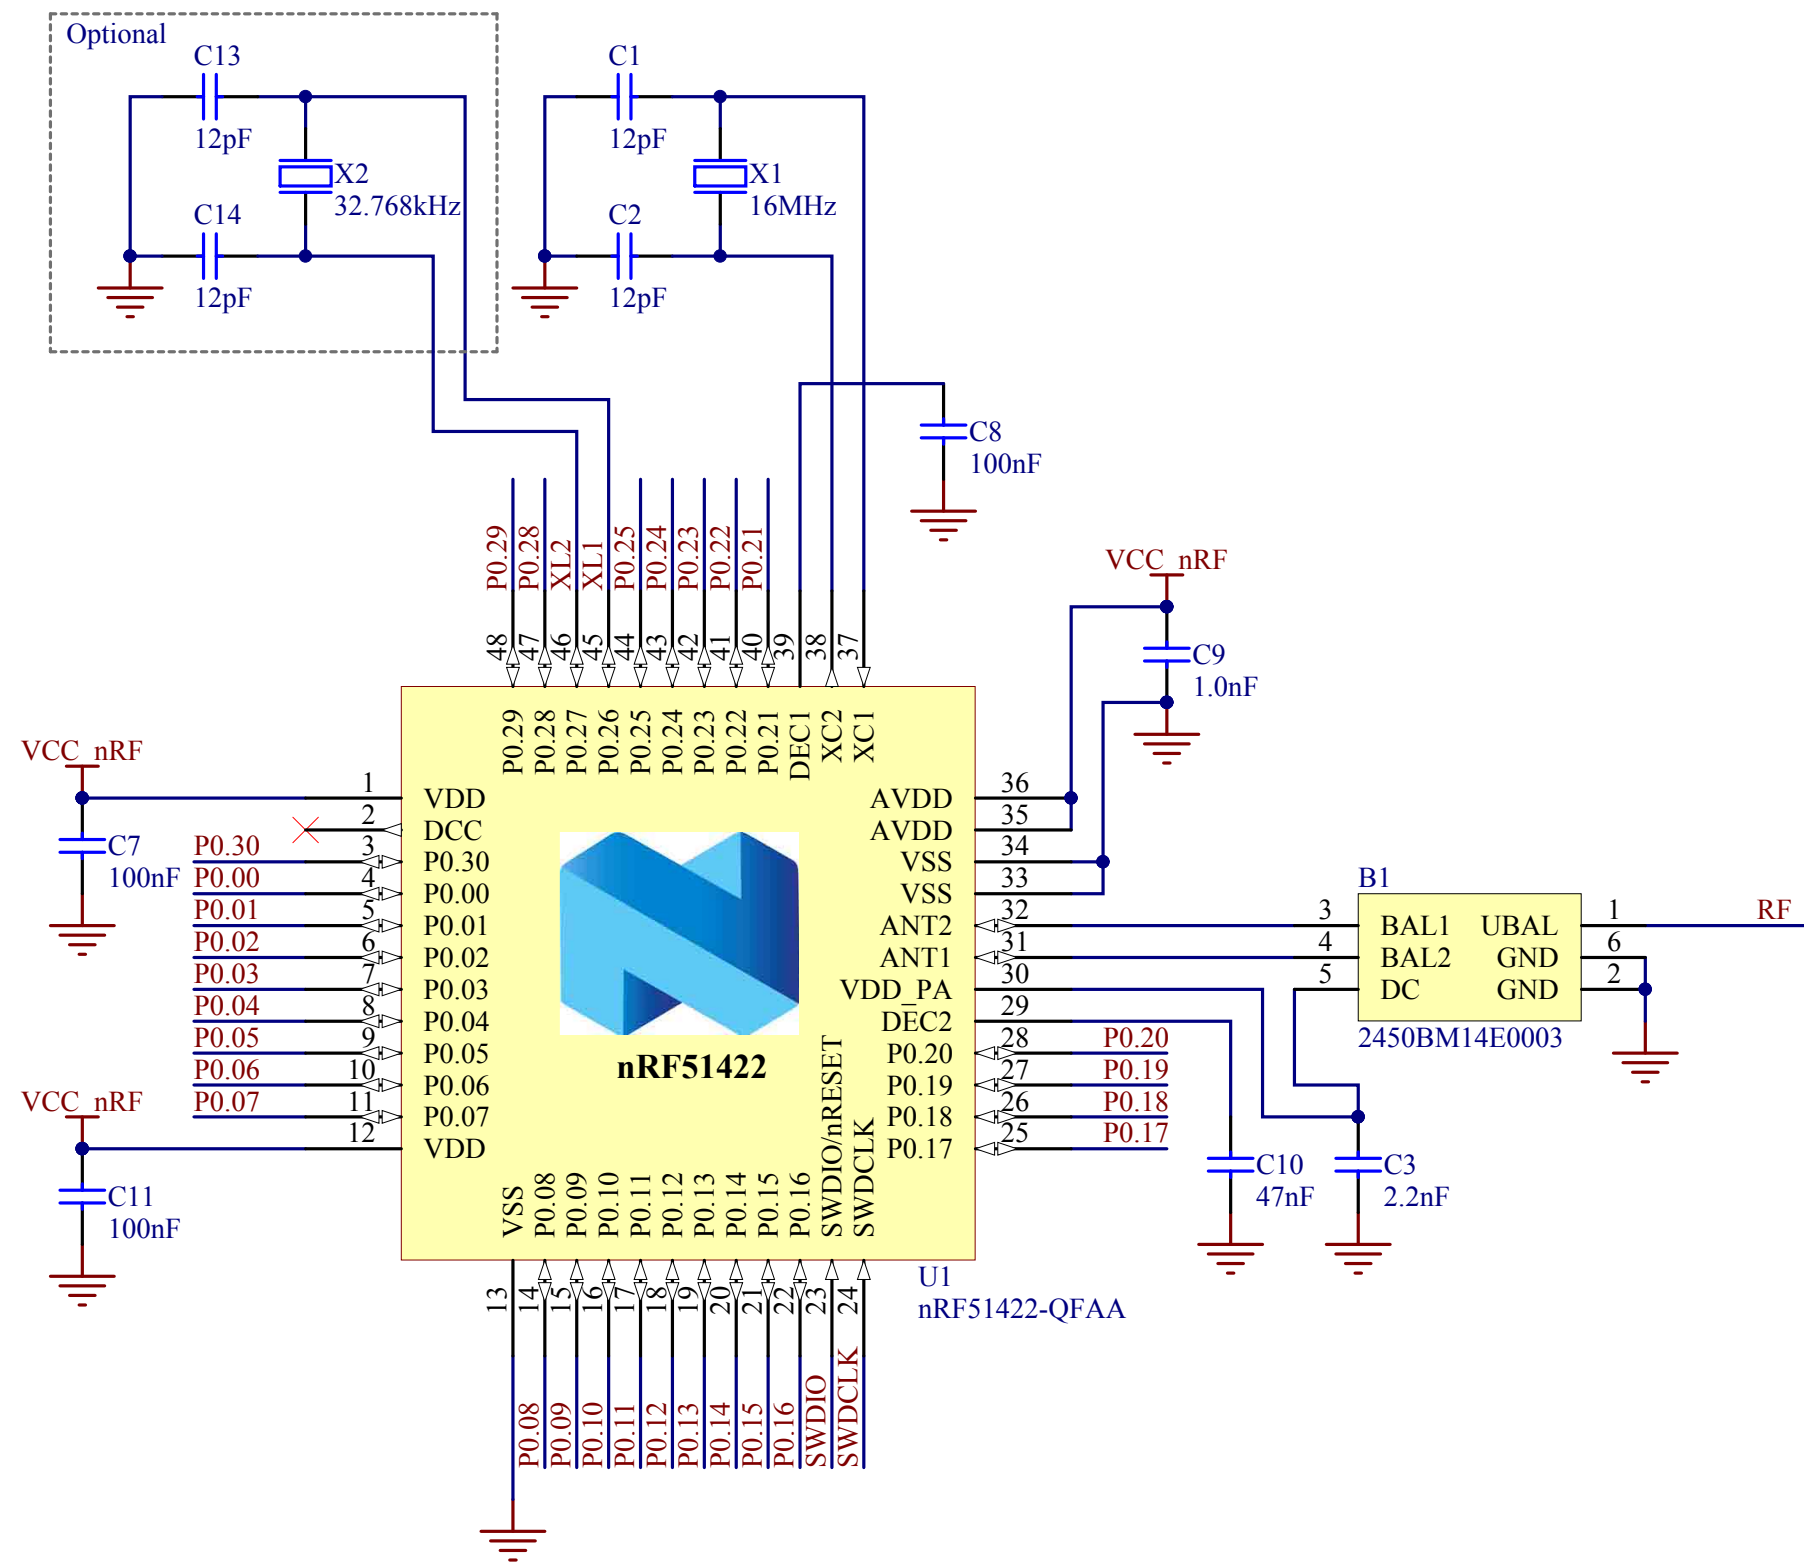 Optional
C13
12pF
X2
32.768kHz
C14
12pF
C1
12pF
X1
16MHz
C2
12pF
C8
100nF
P0.29
P0.28
XL2
XL1
P0.25
P0.24
P0.23
P0.22
P0.21
48
47
46
45
44
43
42
41
40
39
38
37
P0.29
P0.28
P0.27
P0.26
P0.25
P0.24
P0.23
P0.22
P0.21
DEC1
XC2
XC1
VCC_nRF
C9
1.0nF
VCC_nRF
C7
100nF
P0.30
P0.00
P0.01
P0.02
P0.03
P0.04
P0.05
P0.06
P0.07
VCC_nRF
C11
100nF
1 VDD
2 DCC
3 P0.30
4 P0.00
5 P0.01
6 P0.02
7 P0.03
8 P0.04
9 P0.05
10 P0.06
11 P0.07
12 VDD
nRF51422
AVDD 36
AVDD 35
VSS 34
VSS 33
ANT2 32
ANT1 31
VDD_PA 30
DEC2 29
P0.20 28 P0.20
P0.19 27 P0.19
P0.18 26 P0.18
P0.17 25 P0.17
B1
3 BAL1 UBAL 1 RF
4 BAL2 GND 6
5 DC GND 2
2450BM14E0003
C10
47nF
C3
2.2nF
VSS
P0.08
P0.09
P0.10
P0.11
P0.12
P0.13
P0.14
P0.15
P0.16
SWDIO/nRESET
SWDCLK
U1
nRF51422-QFAA
13
14
15
16
17
18
19
20
21
22
23
24
P0.08
P0.09
P0.10
P0.11
P0.12
P0.13
P0.14
P0.15
P0.16
SWDIO
SWDCLK